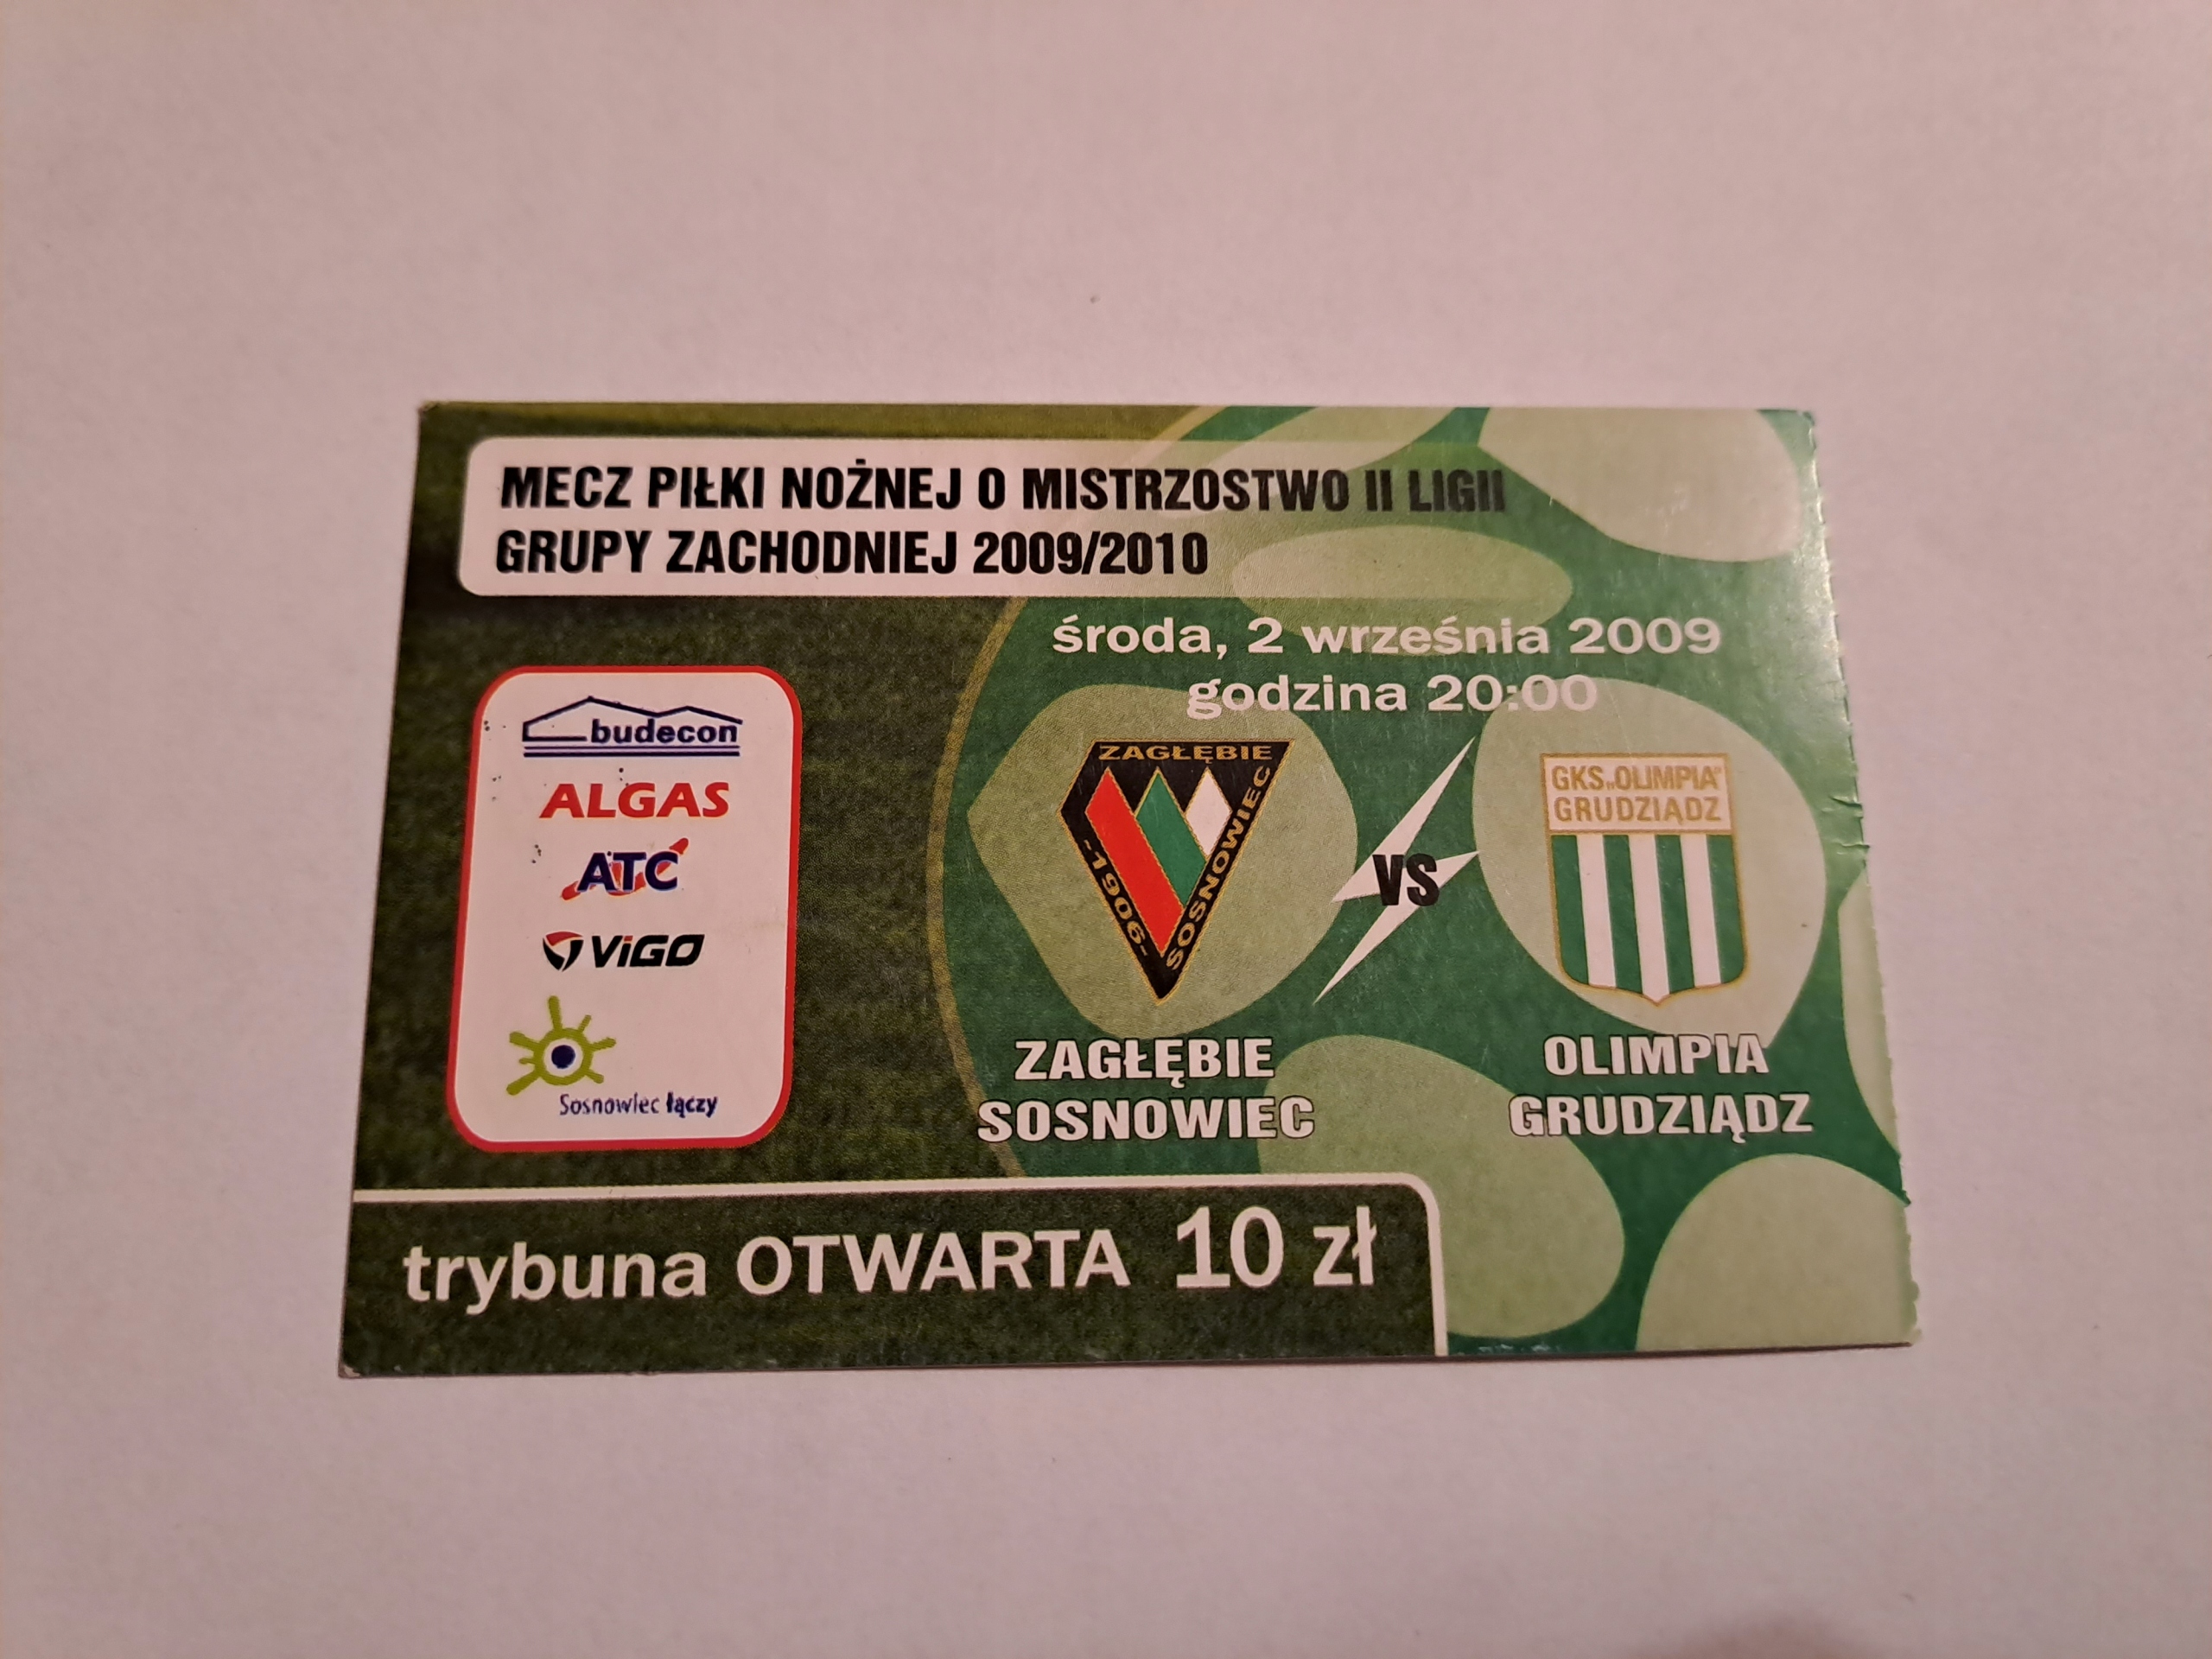 MECZ PIŁKI NOŻNEJ O MISTRZOSTWO II LIGII
GRUPY ZACHODNIEJ 2009/2010
środa, 2 września 2009
godzina 20:00
budecon
ALGAS
ATC
ViGO
Sosnowiec łączy
ZAGŁĘBIE
SOSNOWIEC
-1906-
VS
GKS„OLIMPIA"
GRUDZIĄDZ
ZAGŁĘBIE
SOSNOWIEC
OLIMPIA
GRUDZIĄDZ
trybuna OTWARTA 10 zł